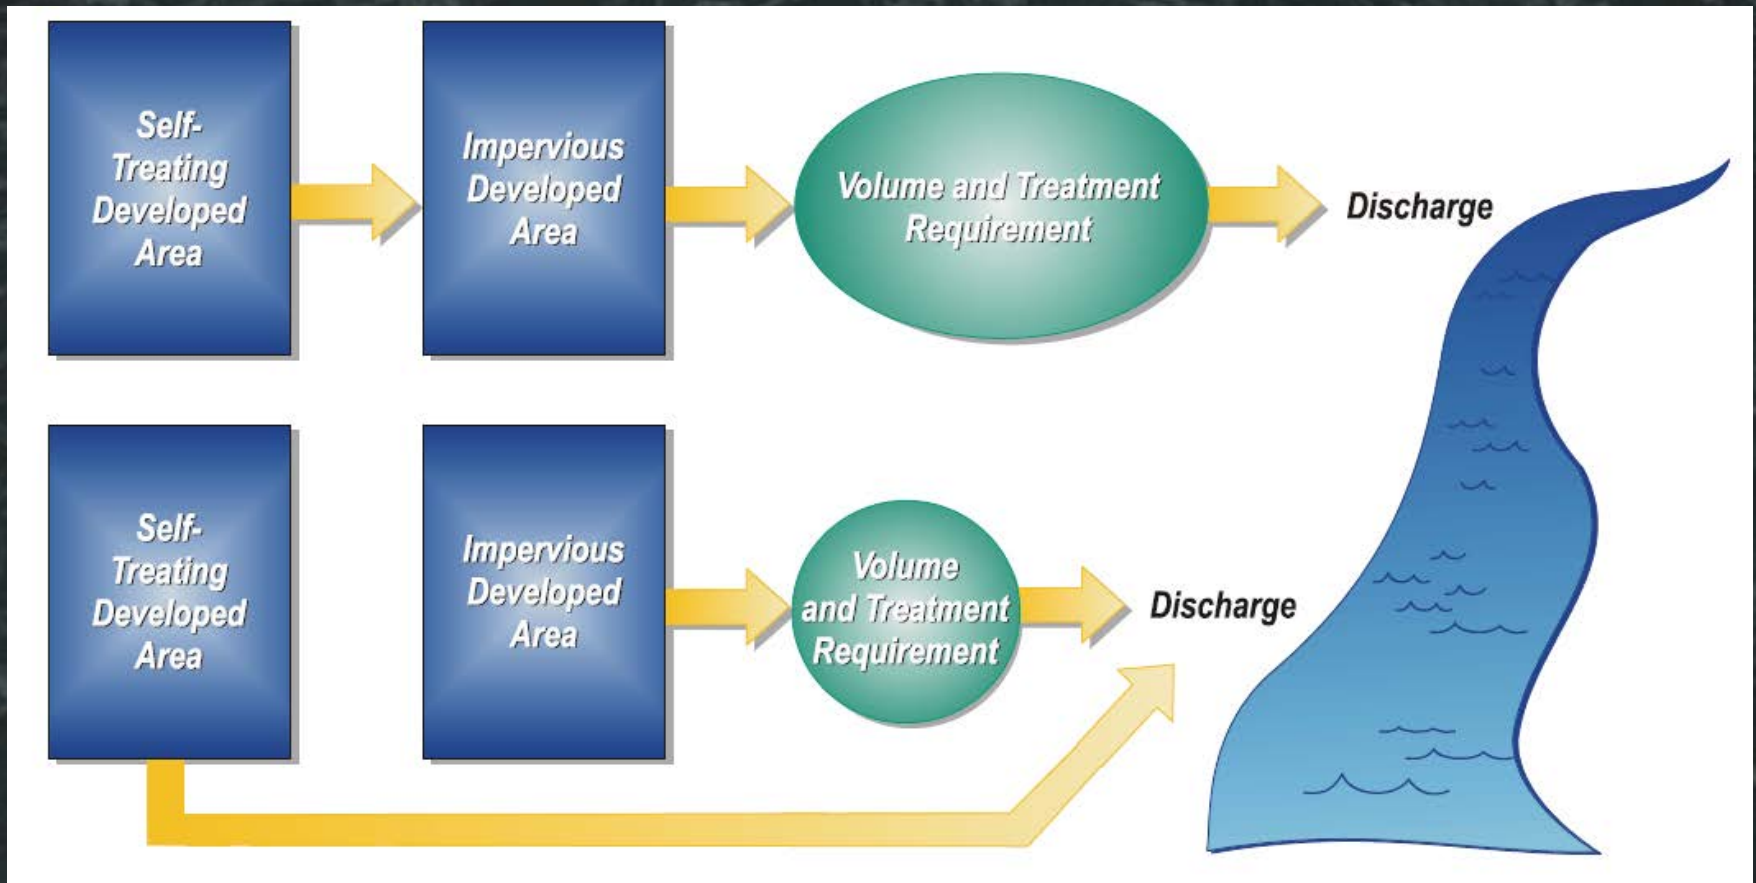 Self-
Treating
Developed
Area
Impervious
Developed
Area
Volume and Treatment
Requirement
Discharge
Self-
Treating
Developed
Area
Impervious
Developed
Area
Volume
and Treatment
Requirement
Discharge